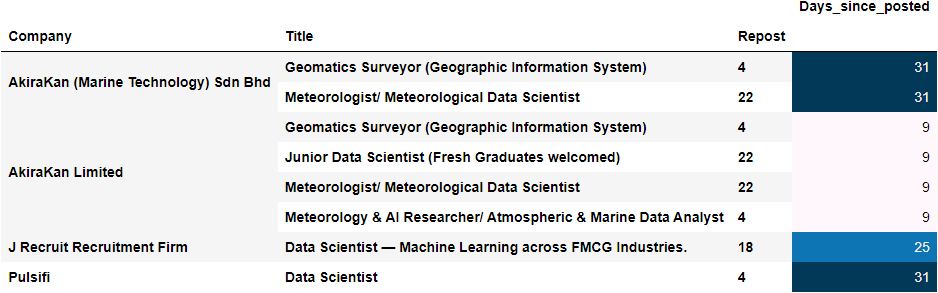 Days_since_posted
Company Title Repost
AkiraKan (Marine Technology) Sdn Bhd Geomatics Surveyor (Geographic Information System) 4 31
Meteorologist/ Meteorological Data Scientist 22 31
AkiraKan Limited Geomatics Surveyor (Geographic Information System) 4 9
Junior Data Scientist (Fresh Graduates welcomed) 22 9
Meteorologist/ Meteorological Data Scientist 22 9
Meteorology & AI Researcher/ Atmospheric & Marine Data Analyst 4 9
J Recruit Recruitment Firm Data Scientist — Machine Learning across FMCG Industries. 18 25
Pulsifi Data Scientist 4 31